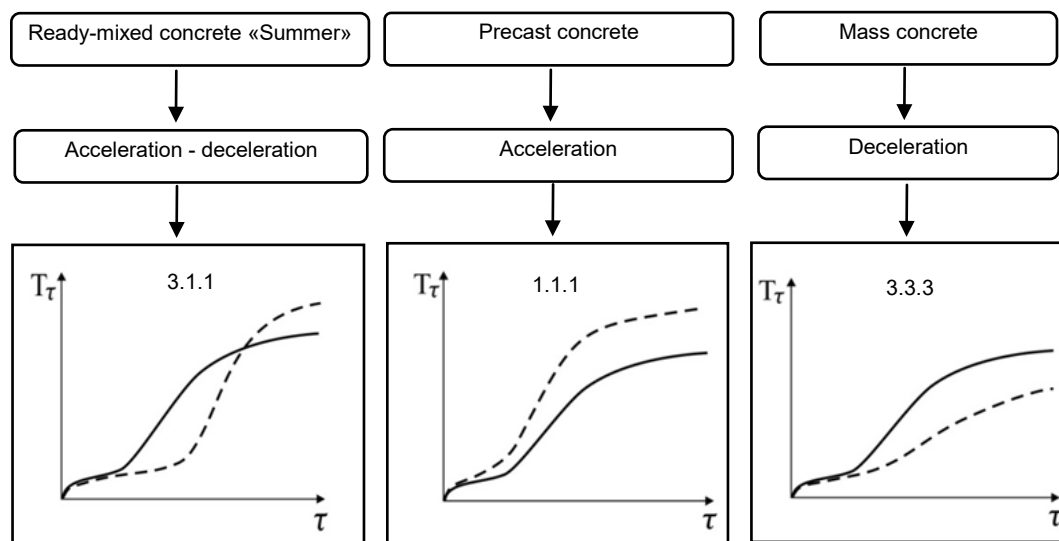 Ready-mixed concrete «Summer»
Precast concrete
Mass concrete
Acceleration - deceleration
Acceleration
Deceleration
3.1.1
Tτ
τ
1.1.1
Tτ
τ
3.3.3
Tτ
τ